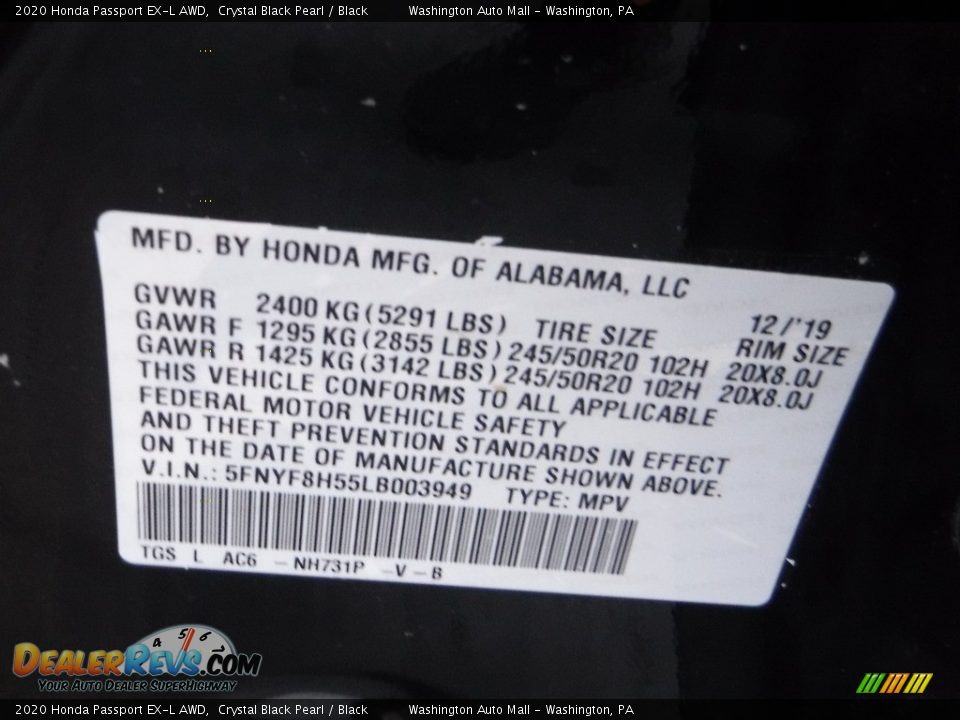 2020 Honda Passport EX-L AWD, Crystal Black Pearl / Black Washington Auto Mall - Washington, PA
MFD. BY HONDA MFG. OF ALABAMA, LLC
12/'19
GVWR 2400 KG(5291 LBS) TIRE SIZE RIM SIZE
GAWR F 1295 KG(2855 LBS)245/50R20 102H 20X8.0J
GAWR R 1425 KG(3142 LBS)245/50R20 102H 20X8.0J
THIS VEHICLE CONFORMS TO ALL APPLICABLE
FEDERAL MOTOR VEHICLE SAFETY
AND THEFT PREVENTION STANDARDS IN EFFECT
ON THE DATE OF MANUFACTURE SHOWN ABOVE.
V.I.N.: 5FNYF8H55LB003949 TYPE: MPV
TGS L AC6 -NH731P -V-B
4 5 6
DEALERREVS.COM
YOUR AUTO DEALER SUPERHIGHWAY
2020 Honda Passport EX-L AWD, Crystal Black Pearl / Black Washington Auto Mall - Washington, PA